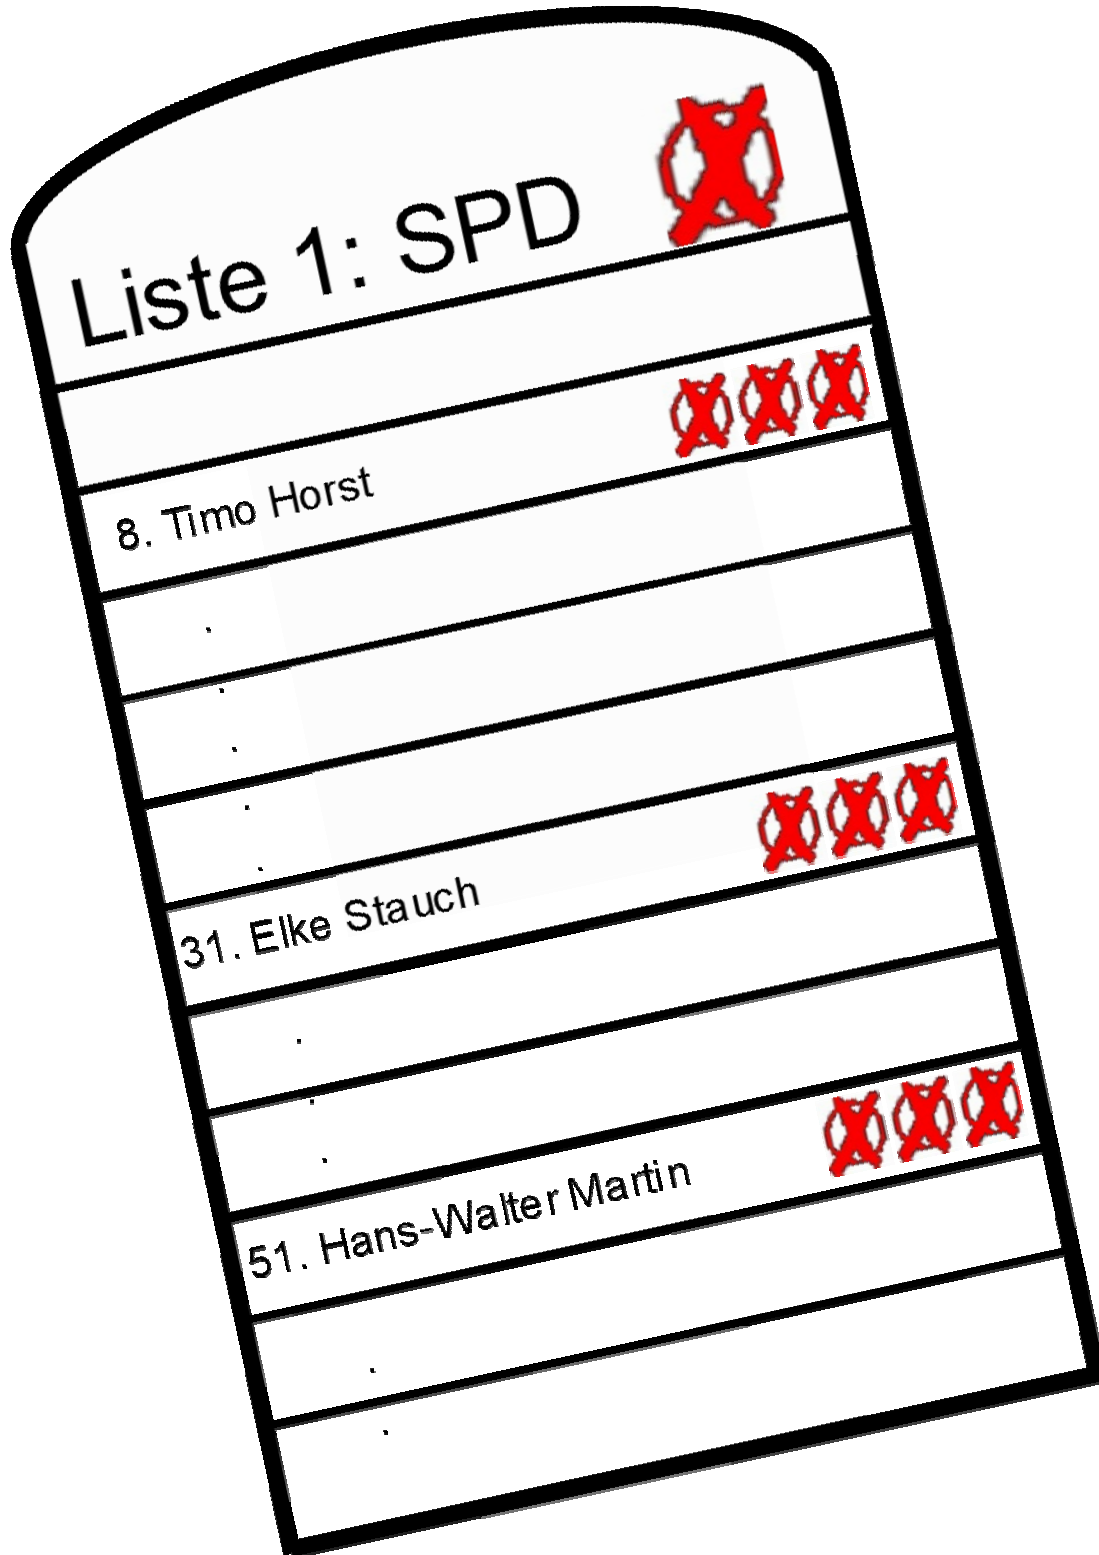 Liste 1: SPD
8. Timo Horst
31. Elke Stauch
51. Hans-Walter Martin